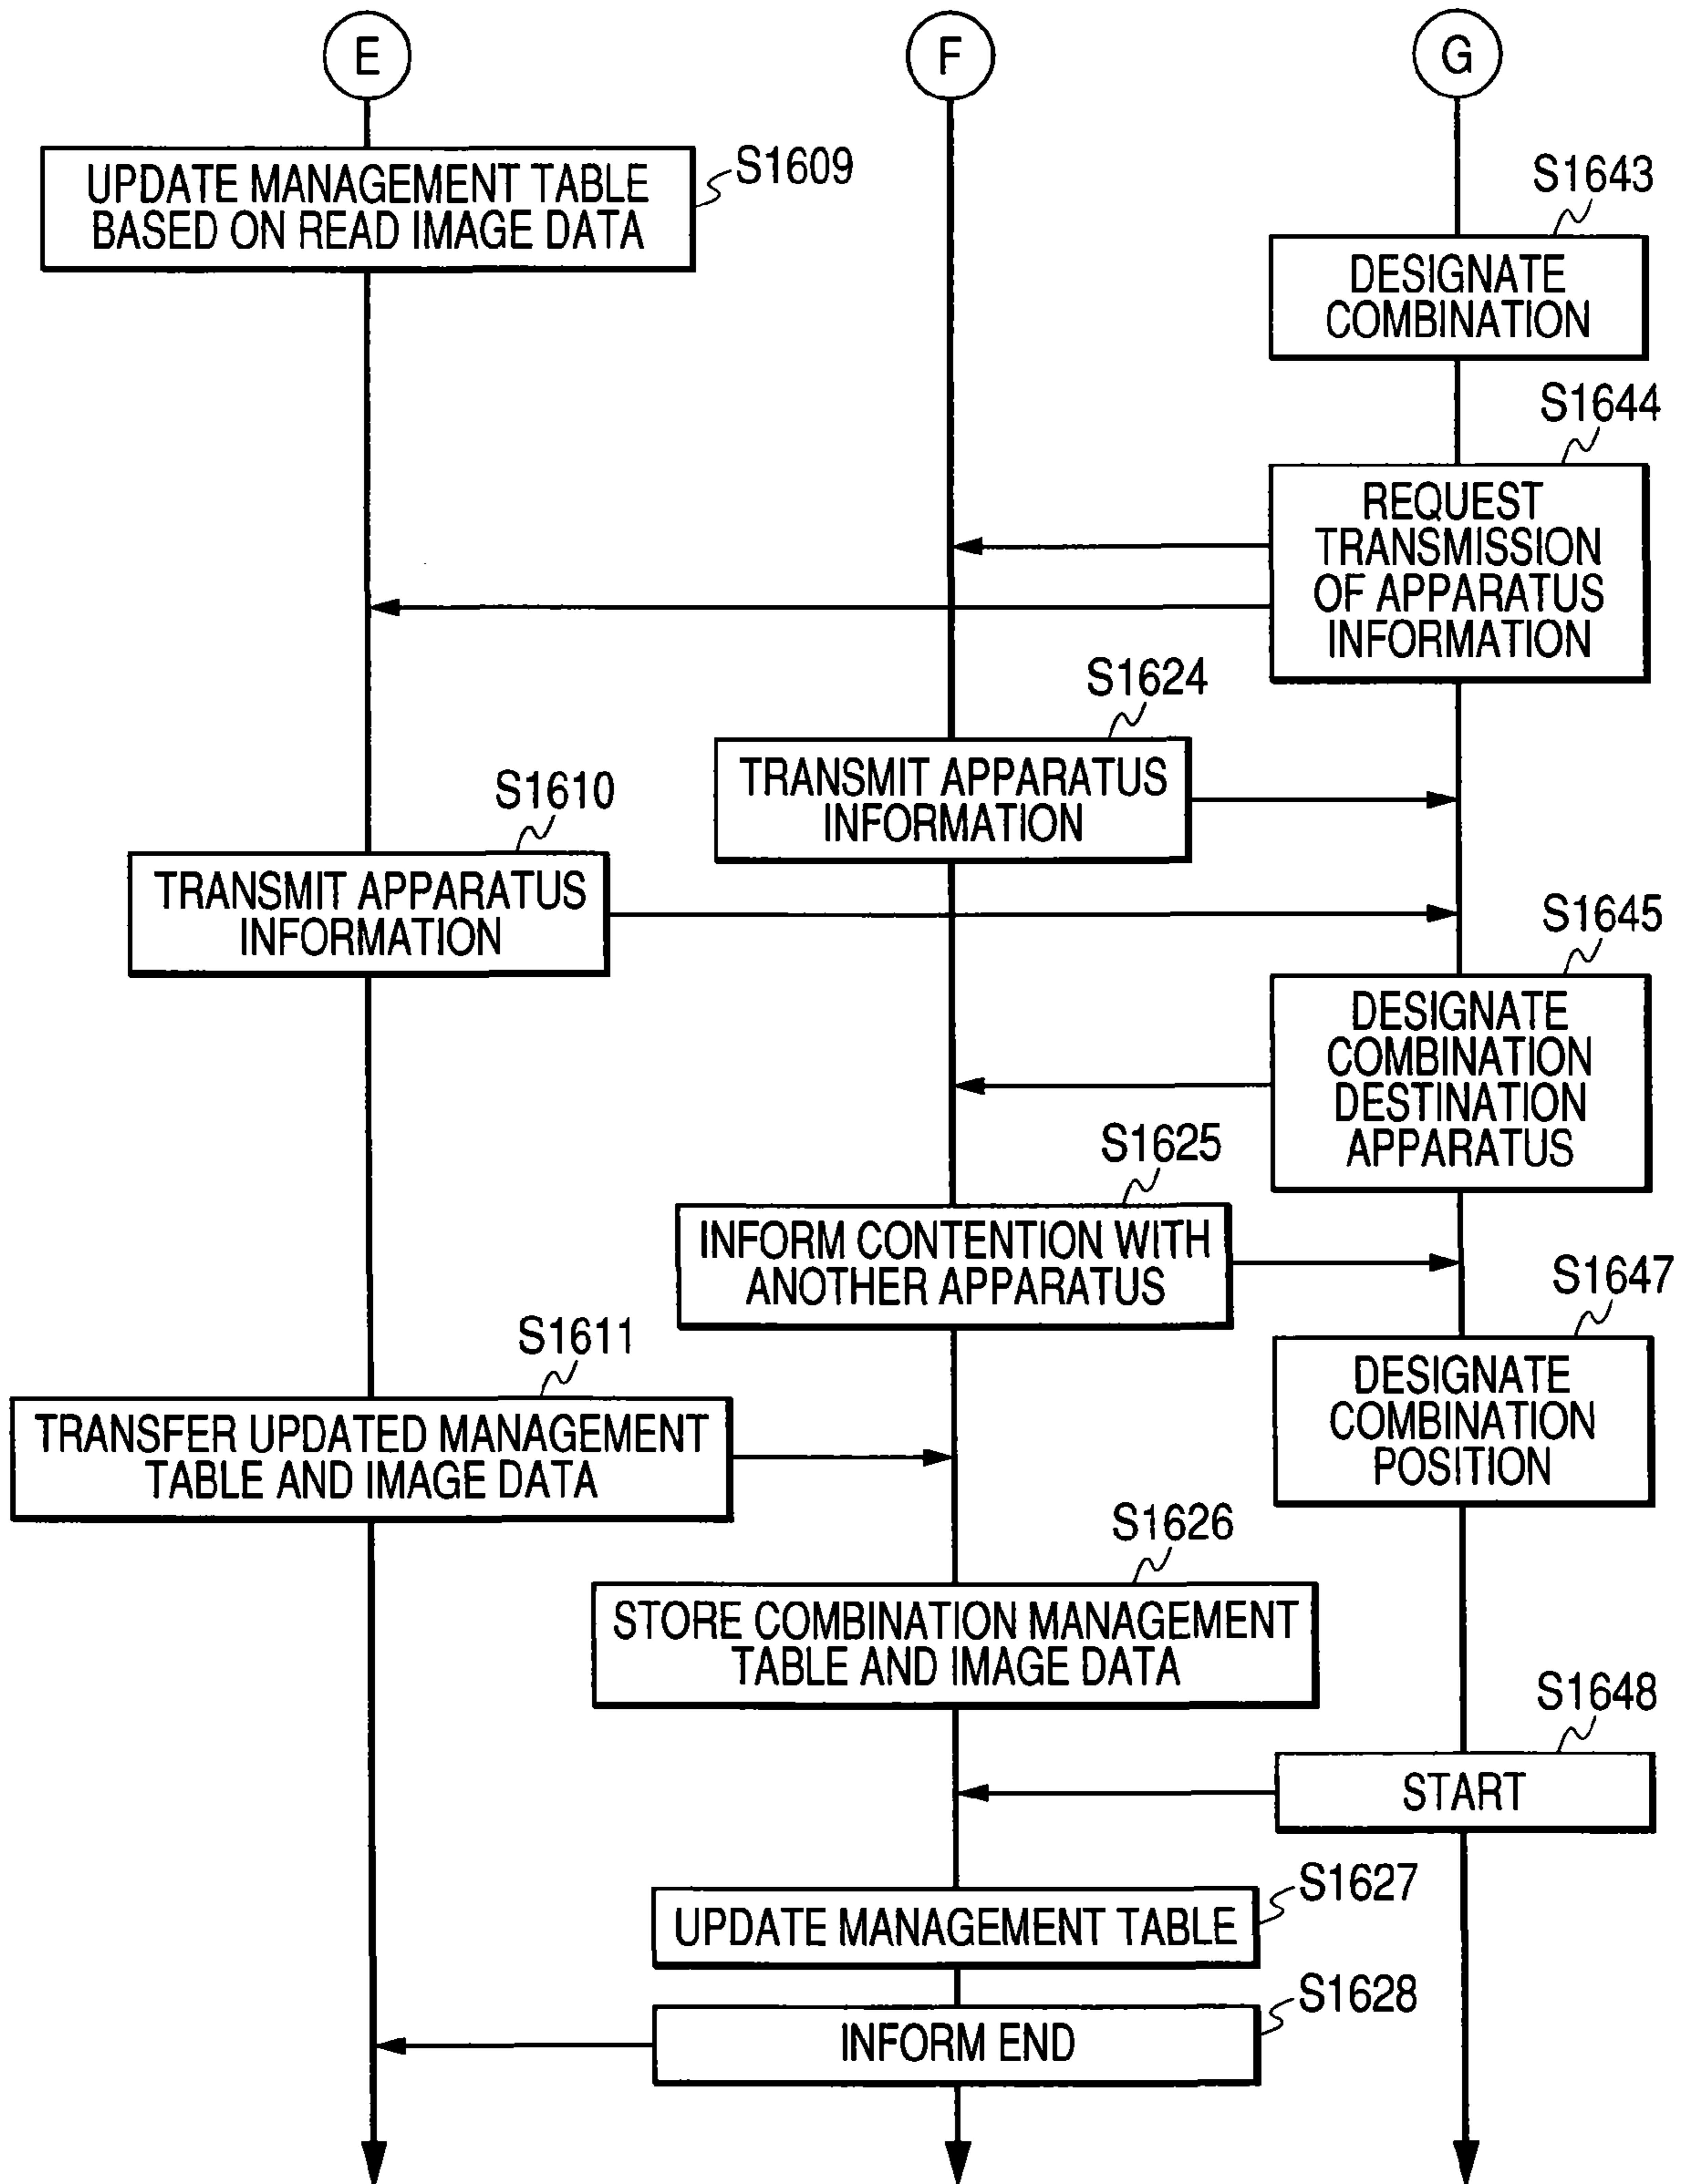 E
F
G
S1609
UPDATE MANAGEMENT TABLE
BASED ON READ IMAGE DATA
S1643
DESIGNATE
COMBINATION
S1644
REQUEST
TRANSMISSION
OF APPARATUS
INFORMATION
S1624
TRANSMIT APPARATUS
INFORMATION
S1610
TRANSMIT APPARATUS
INFORMATION
S1645
DESIGNATE
COMBINATION
DESTINATION
APPARATUS
S1625
INFORM CONTENTION WITH
ANOTHER APPARATUS
S1647
DESIGNATE
COMBINATION
POSITION
S1611
TRANSFER UPDATED MANAGEMENT
TABLE AND IMAGE DATA
S1626
STORE COMBINATION MANAGEMENT
TABLE AND IMAGE DATA
S1648
START
S1627
UPDATE MANAGEMENT TABLE
S1628
INFORM END